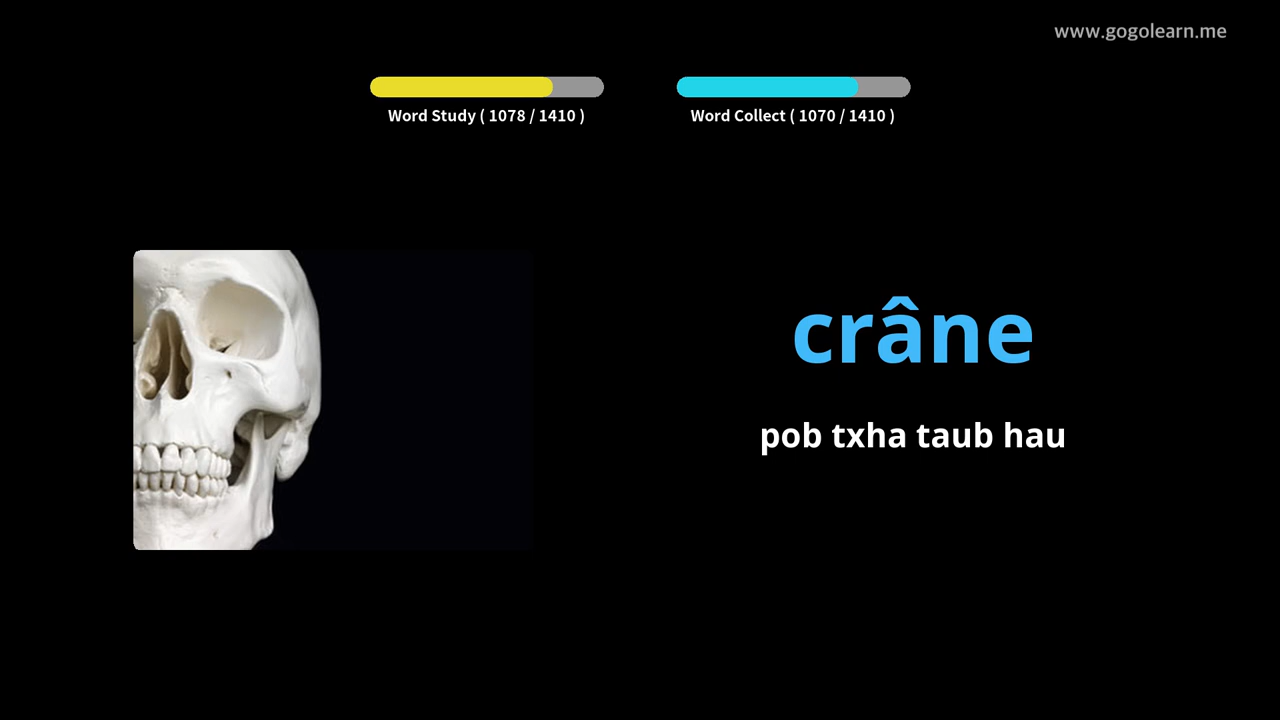 www.gogolearn.me
Word Study ( 1078 / 1410 )
Word Collect ( 1070 / 1410 )
crâne
pob txha taub hau